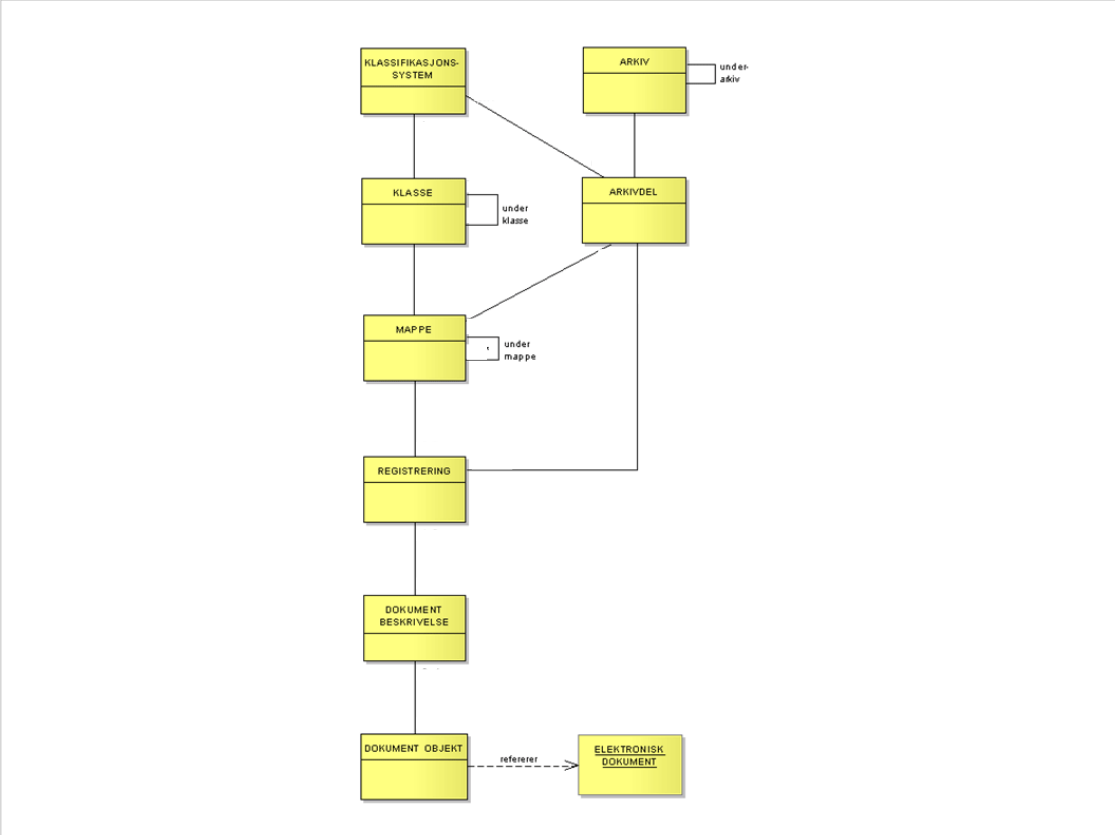 KLASSIFIKASJONS-
SYSTEM
ARKIV
under-
arkiv
KLASSE
under
klasse
ARKIVDEL
MAPPE
under
mappe
REGISTRERING
DOKUMENT
BESKRIVELSE
DOKUMENT OBJEKT
refererer
ELEKTRONISK
DOKUMENT